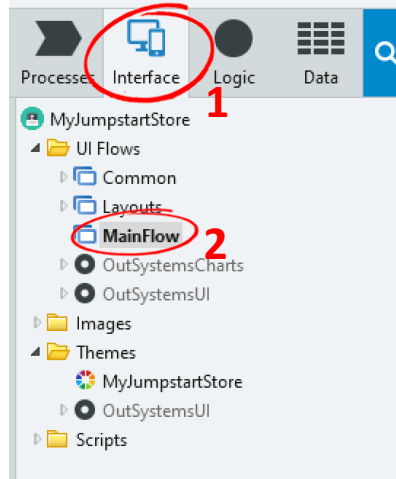 Processes Interface Logic Data
1
MyJumpstartStore
UI Flows
Common
Layouts
MainFlow 2
OutSystemsCharts
OutSystemsUI
Images
Themes
MyJumpstartStore
OutSystemsUI
Scripts